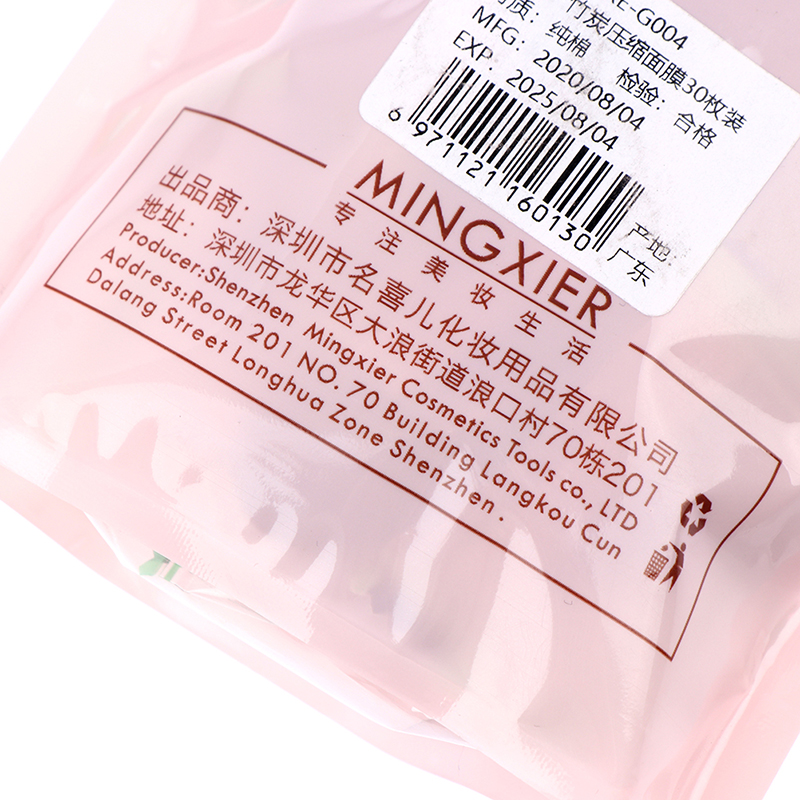 E-G004
竹炭压缩面膜30枚装
质：纯棉 检验：合格
MFG: 2020/08/04
EXP: 2025/08/04
6 971121 160130
产地：
广东
MINGXIER
专注美妆生活
出品商：深圳市名喜儿化妆用品有限公司
地址：深圳市龙华区大浪街道浪口村70栋201
Producer:Shenzhen Mingxier Cosmetics Tools co., LTD
Address:Room 201 NO. 70 Building Langkou Cun
Dalang Street Longhua Zone Shenzhen.